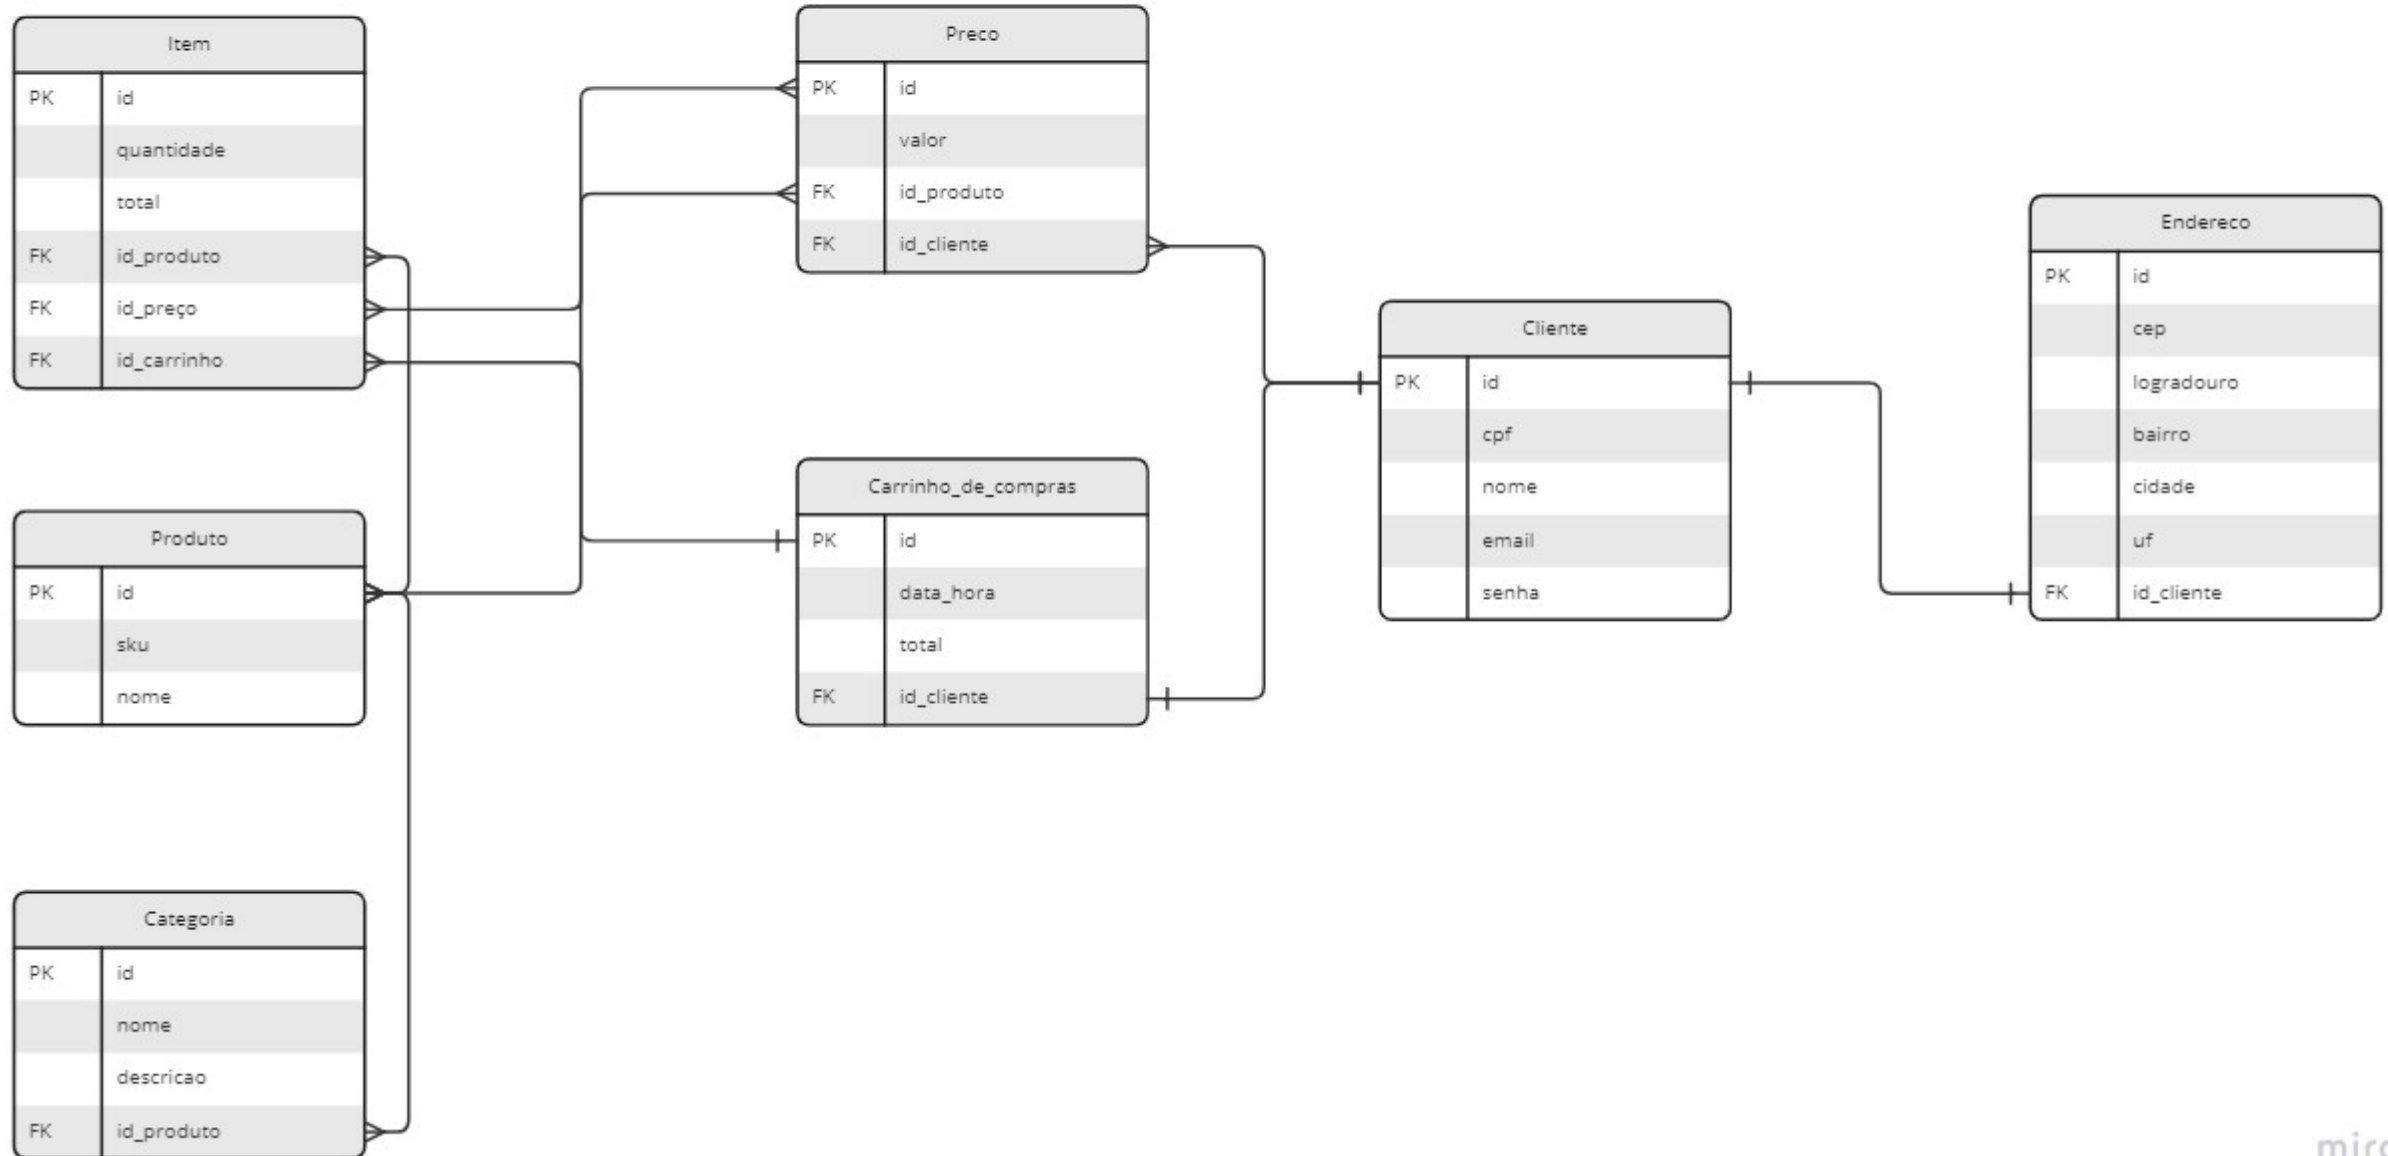 Item
PK id
quantidade
total
FK id_produto
FK id_preço
FK id_carrinho
Produto
PK id
sku
nome
Categoria
PK id
nome
descricao
FK id_produto
Preco
PK id
valor
FK id_produto
FK id_cliente
Carrinho_de_compras
PK id
data_hora
total
FK id_cliente
Cliente
PK id
cpf
nome
email
senha
Endereco
PK id
cep
logradouro
bairro
cidade
uf
FK id_cliente